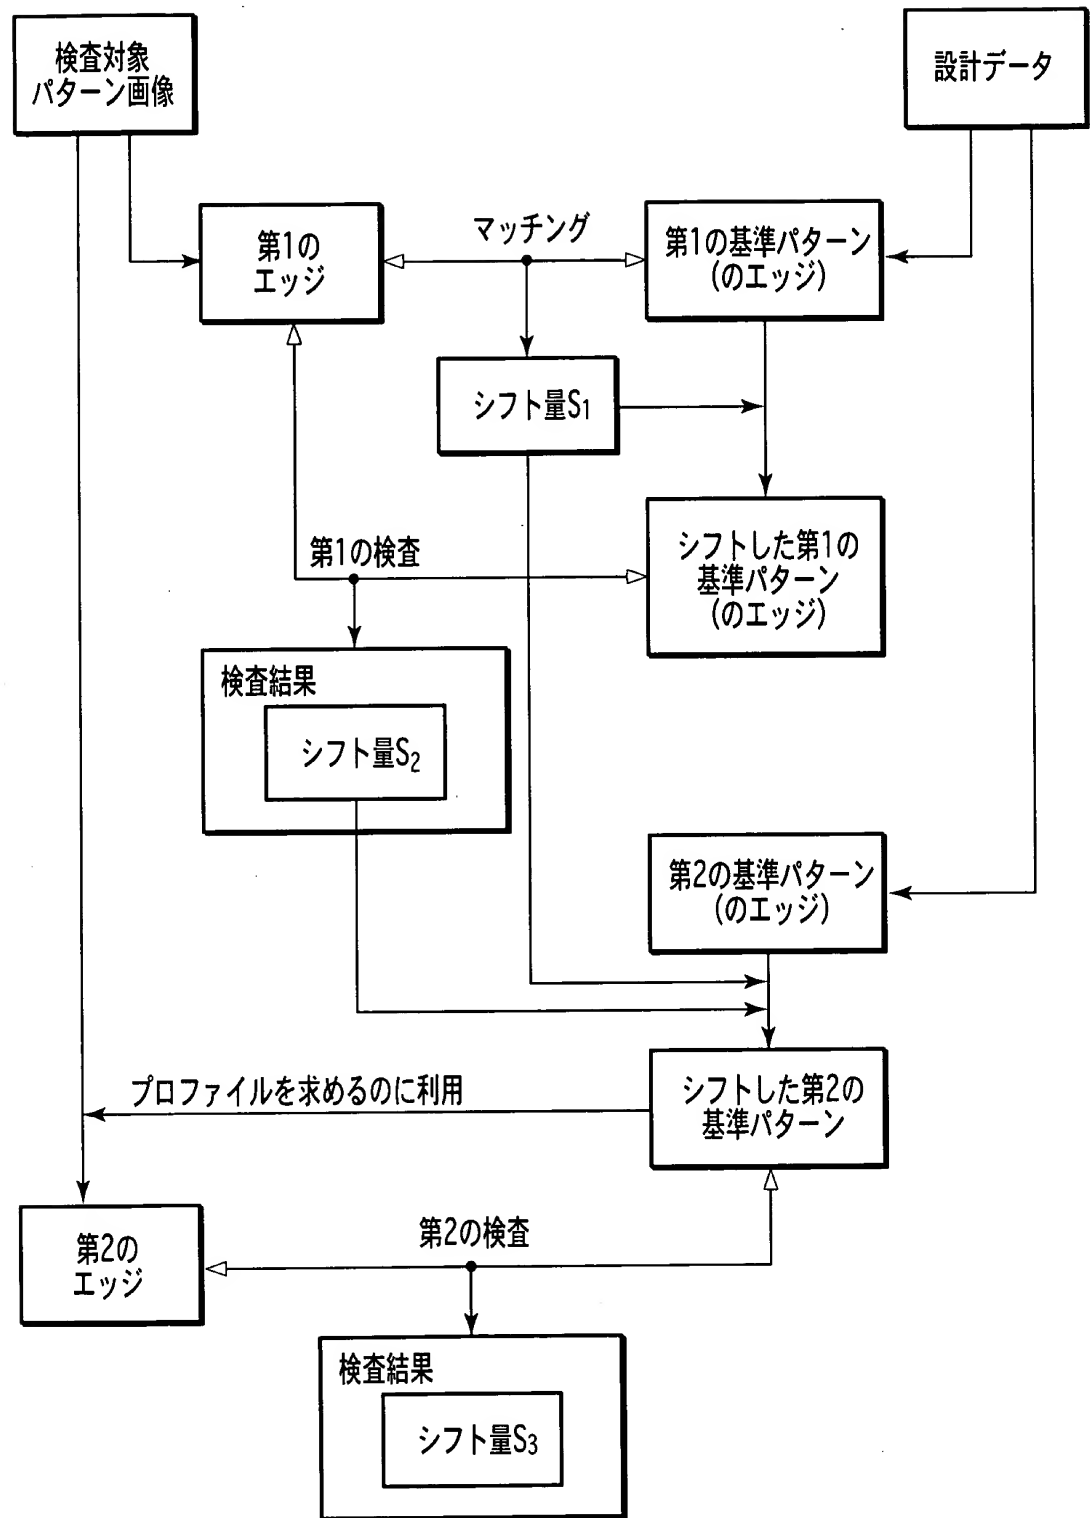 検査対象
パターン画像
設計データ
第1の
エッジ
マッチング
第1の基準パターン
(のエッジ)
シフト量S1
第1の検査
シフトした第1の
基準パターン
(のエッジ)
検査結果
シフト量S2
第2の基準パターン
(のエッジ)
プロファイルを求めるのに利用
シフトした第2の
基準パターン
第2の
エッジ
第2の検査
検査結果
シフト量S3